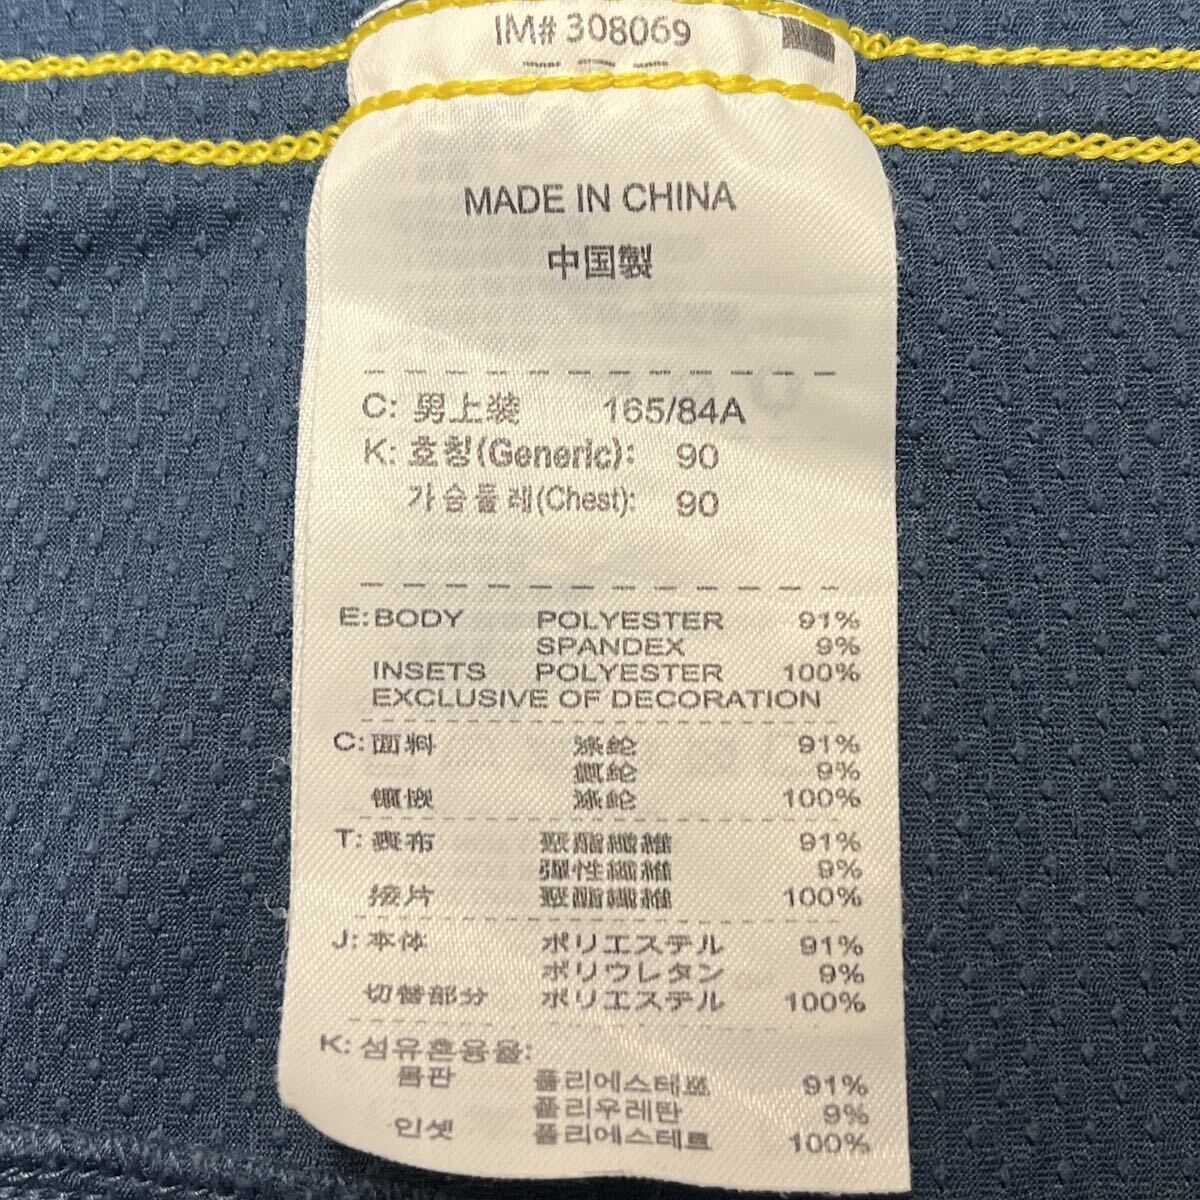 IM# 308069
MADE IN CHINA
中国製
C: 男上装 165/84A
K: 호칭(Generic): 90
가슴둘레(Chest): 90
E: BODY POLYESTER 91%
SPANDEX 9%
INSETS POLYESTER 100%
EXCLUSIVE OF DECORATION
C: 面料 涤纶 91%
氨纶 9%
镶嵌 涤纶 100%
T: 表布 聚酯纖維 91%
彈性纖維 9%
接片 聚酯纖維 100%
J: 本体 ポリエステル 91%
ポリウレタン 9%
切替部分 ポリエステル 100%
K: 섬유혼용율:
몸판 폴리에스테르 91%
폴리우레탄 9%
인셋 폴리에스테르 100%